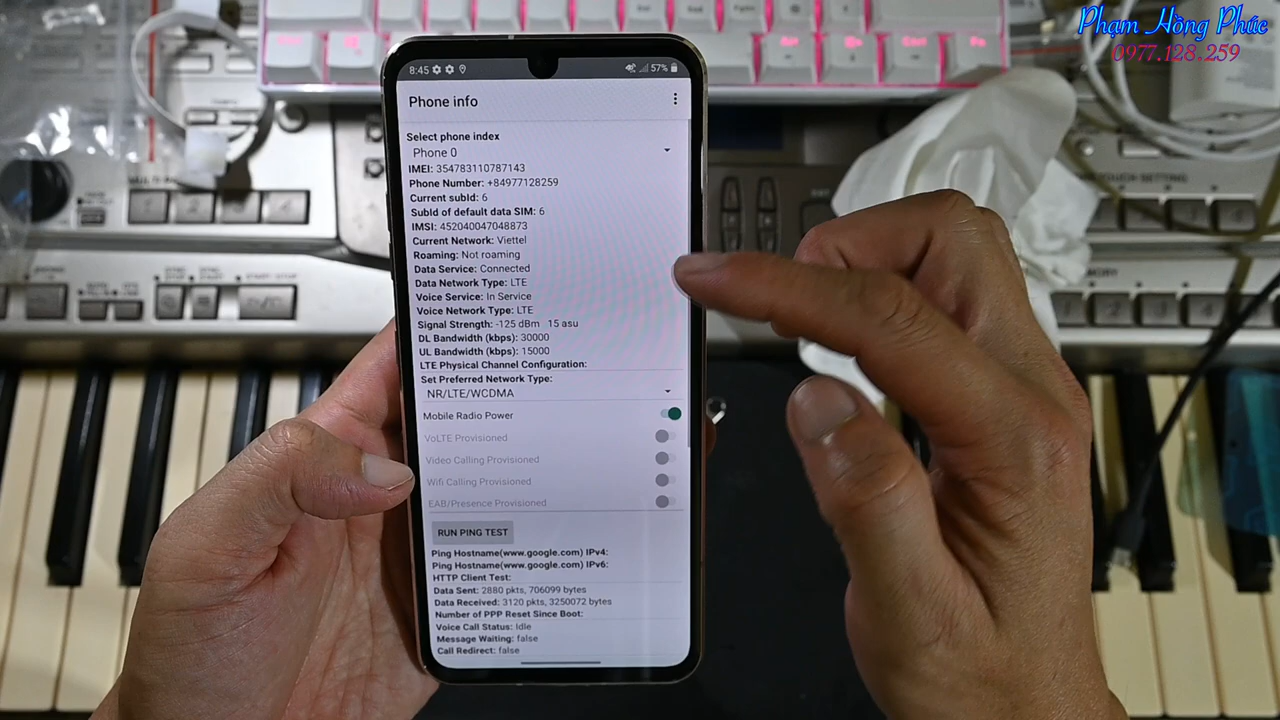 Phạm Hồng Phúc
0977.128.259
8:45 57%
Phone info
Select phone index
Phone 0
IMEI: 354783110787143
Phone Number: +84977128259
Current subId: 6
SubId of default data SIM: 6
IMSI: 452040047048873
Current Network: Viettel
Roaming: Not roaming
Data Service: Connected
Data Network Type: LTE
Voice Service: In Service
Voice Network Type: LTE
Signal Strength: -125 dBm 15 asu
DL Bandwidth (kbps): 30000
UL Bandwidth (kbps): 15000
LTE Physical Channel Configuration:
Set Preferred Network Type:
NR/LTE/WCDMA
Mobile Radio Power
VoLTE Provisioned
Video Calling Provisioned
Wifi Calling Provisioned
EAB/Presence Provisioned
RUN PING TEST
Ping Hostname(www.google.com) IPv4:
Ping Hostname(www.google.com) IPv6:
HTTP Client Test:
Data Sent: 2880 pkts, 706099 bytes
Data Received: 3120 pkts, 3250072 bytes
Number of PPP Reset Since Boot:
Voice Call Status: Idle
Message Waiting: false
Call Redirect: false